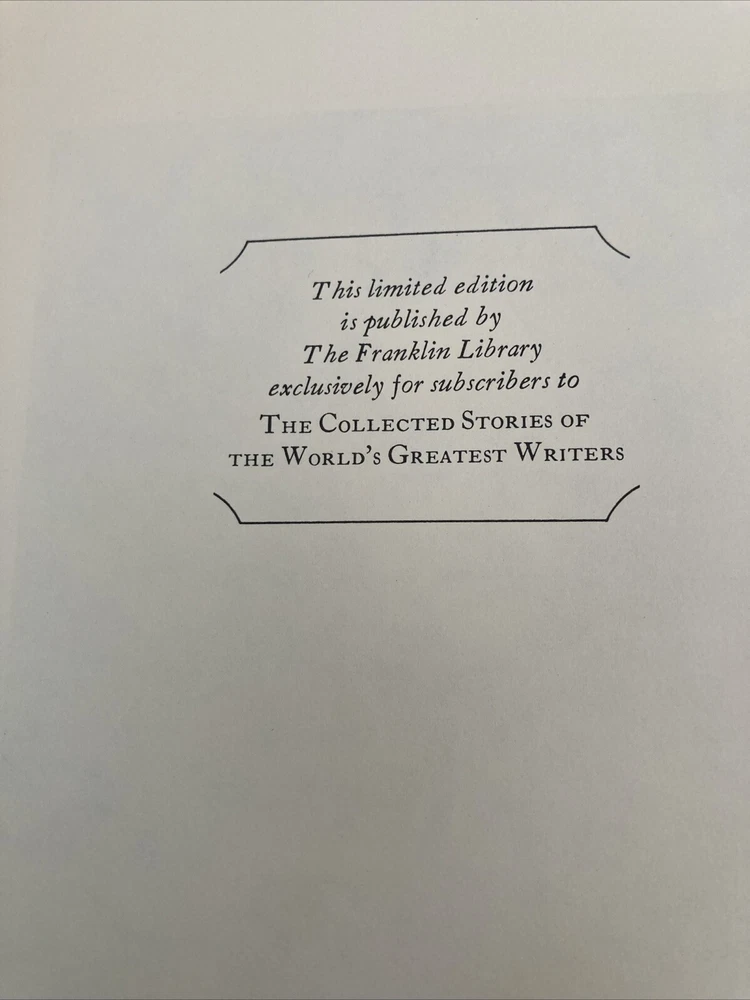 This limited edition
is published by
The Franklin Library
exclusively for subscribers to
THE COLLECTED STORIES OF
THE WORLD'S GREATEST WRITERS